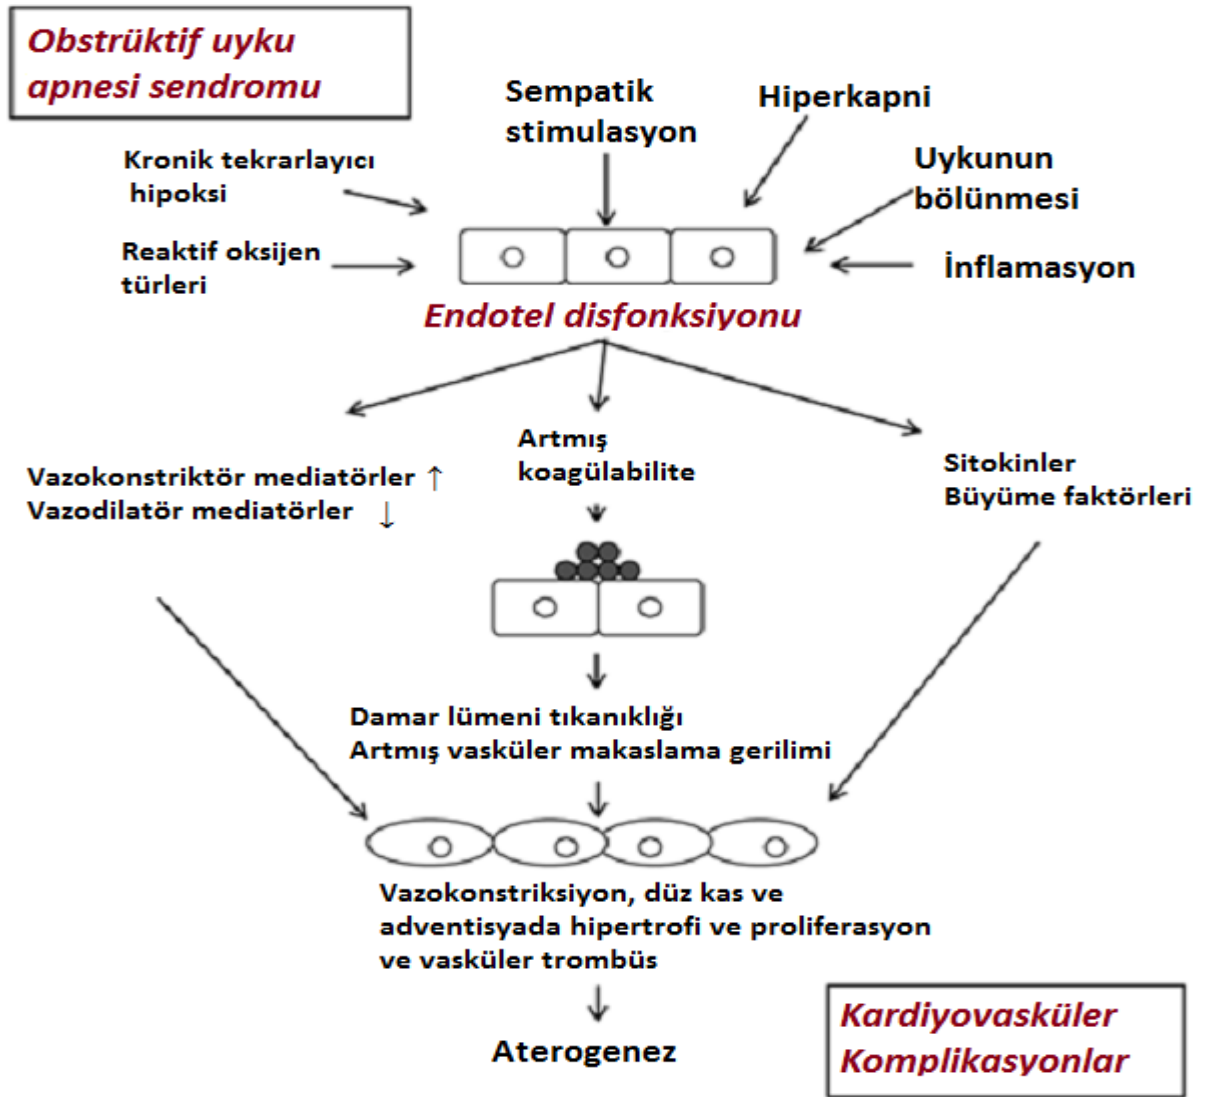 Obstrüktif uyku
apnesi sendromu
Sempatik
stimulasyon
Hiperkapni
Kronik tekrarlayıcı
hipoksi
Uykunun
bölünmesi
Reaktif oksijen
türleri
İnflamasyon
Endotel disfonksiyonu
Vazokonstriktör mediatörler ↑
Vazodilatör mediatörler ↓
Artmış
koagülabilite
Sitokinler
Büyüme faktörleri
Damar lümeni tıkanıklığı
Artmış vasküler makaslama gerilimi
Vazokonstriksiyon, düz kas ve
adventisyada hipertrofi ve proliferasyon
ve vasküler trombüs
Aterogenez
Kardiyovasküler
Komplikasyonlar